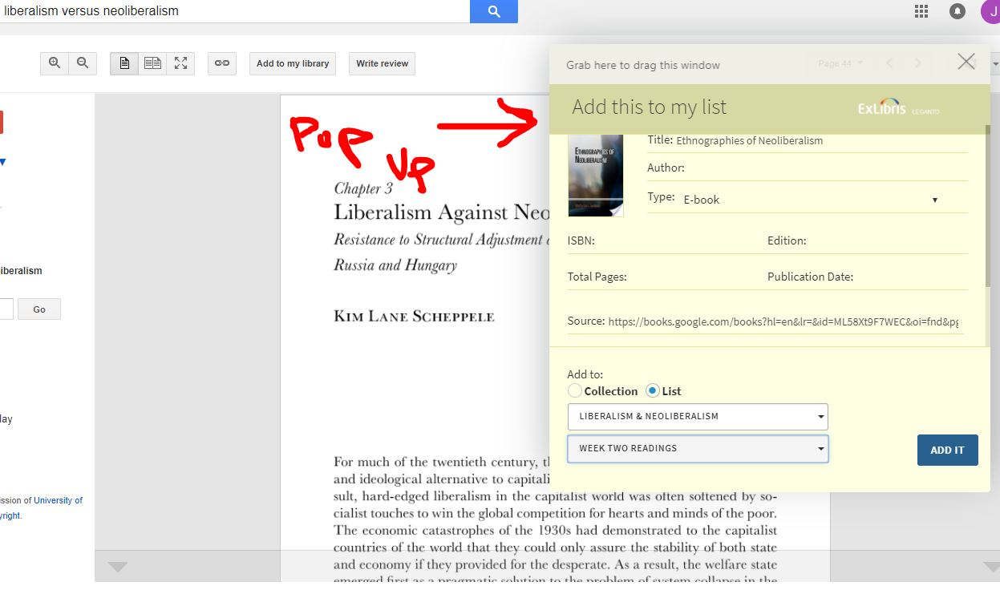 liberalism versus neoliberalism
J
Add to my library
Write review
Page 44
Grab here to drag this window
Add this to my list
ExLibris LEGANTO
Pop
up
ETHNOGRAPHIES OF
NEOLIBERALISM
Title: Ethnographies of Neoliberalism
Author:
Type: E-book
ISBN:
Edition:
Total Pages:
Publication Date:
Source: https://books.google.com/books?hl=en&lr=&id=ML58Xt9F7WEC&oi=fnd&pg
Add to:
Collection
List
LIBERALISM & NEOLIBERALISM
WEEK TWO READINGS
ADD IT
iberalism
Go
lay
ission of University of
yright.
Chapter 3
Liberalism Against Neo
Resistance to Structural Adjustment
Russia and Hungary
KIM LANE SCHEPPELE
For much of the twentieth century, t
and ideological alternative to capitali
sult, hard-edged liberalism in the capitalist world was often softened by so-
cialist touches to win the global competition for hearts and minds of the poor.
The economic catastrophes of the 1930s had demonstrated to the capitalist
countries of the world that they could only assure the stability of both state
and economy if they provided for the desperate. As a result, the welfare state
emerged first as a pragmatic solution to the problem of system collapse in the